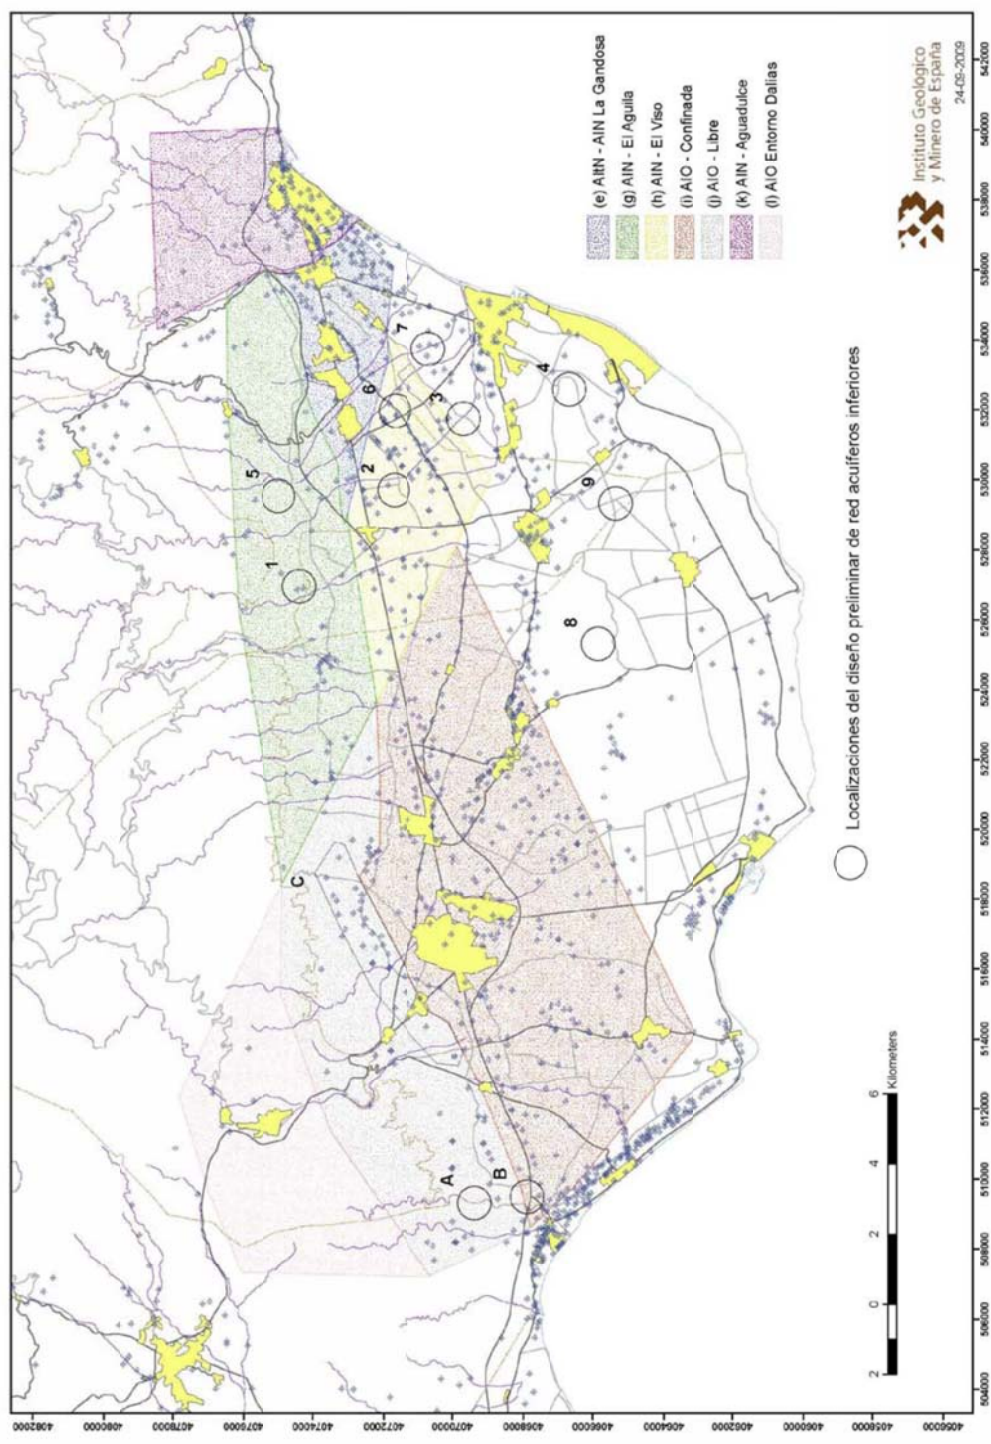 (e) AltN - AIN La Gandosa
(g) AIN - El Aguila
(h) AIN - El Viso
(i) AIO - Confinada
(j) AIO - Libre
(k) AIN - Aguadulce
(l) AIO Entorno Dalias
Instituto Geológico
y Minero de España
24-09-2009
Localizaciones del diseño preliminar de red acuíferos inferiores
A
B
C
1
2
3
4
5
6
7
8
9
2 0 2 4 6
Kilometers
504000 506000 508000 510000 512000 514000 516000 518000 520000 522000 524000 526000 528000 530000 532000 534000 536000 538000 540000 542000
4082000 4080000 4078000 4076000 4074000 4072000 4070000 4068000 4066000 4064000 4062000 4060000 4058000 4056000